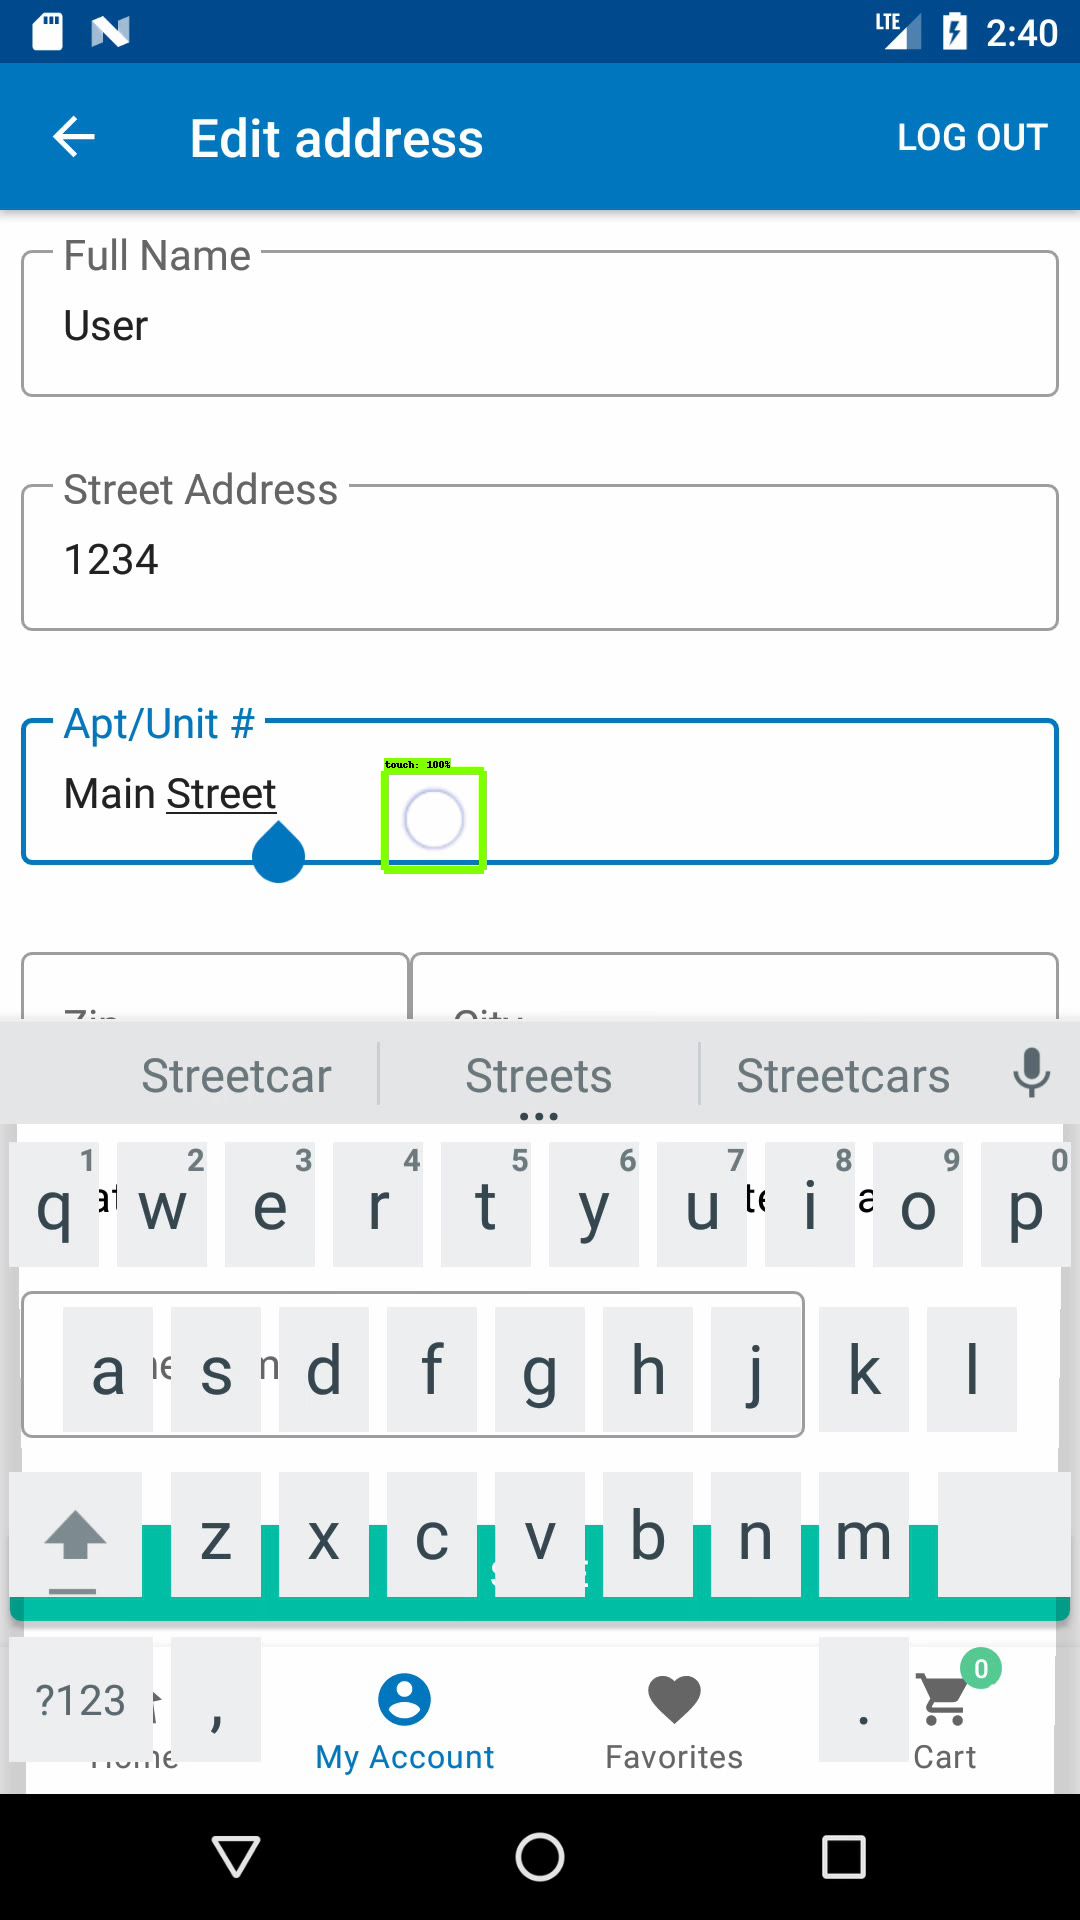 LTE 2:40
Edit address LOG OUT
Full Name
User
Street Address
1234
Apt/Unit #
touch: 100%
Main Street
Streetcar Streets Streetcars
1 2 3 4 5 6 7 8 9 0
q w e r t y u i o p
a s d f g h j k l
z x c v b n m
?123 , .
0
Home My Account Favorites Cart